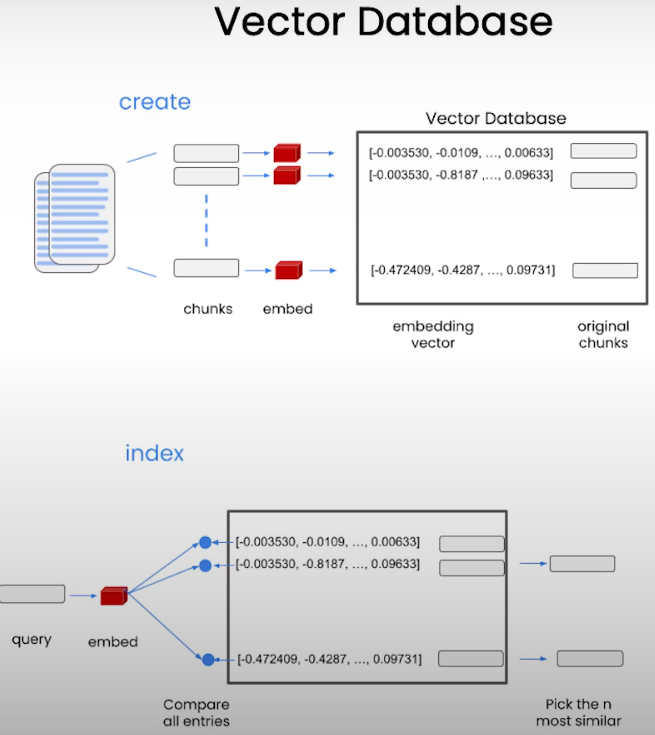 Vector Database
create
Vector Database
[-0.003530, -0.0109, ..., 0.00633]
[-0.003530, -0.8187 ,..., 0.09633]
[-0.472409, -0.4287, ..., 0.09731]
chunks
embed
embedding
vector
original
chunks
index
[-0.003530, -0.0109, ..., 0.00633]
[-0.003530, -0.8187, ..., 0.09633]
[-0.472409, -0.4287, ..., 0.09731]
query
embed
Compare
all entries
Pick the n
most similar